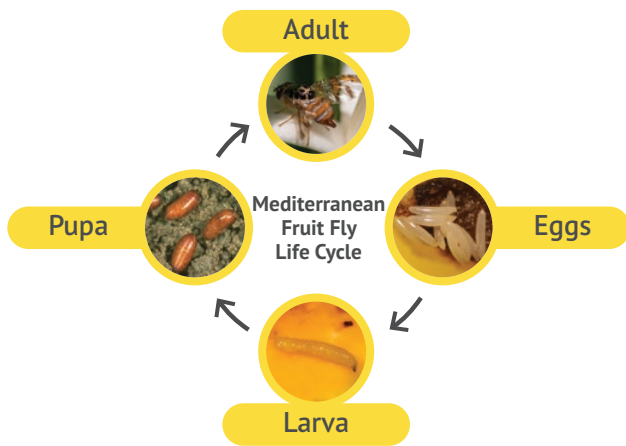 Adult
Pupa
Mediterranean
Fruit Fly
Life Cycle
Eggs
Larva